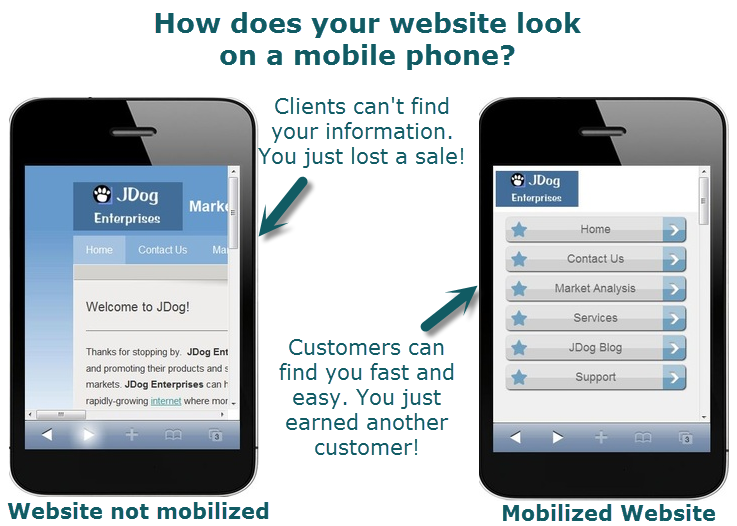 How does your website look
on a mobile phone?
Clients can't find
your information.
You just lost a sale!
JDog
Enterprises
Marke
Home Contact Us Ma
Welcome to JDog!
Thanks for stopping by. JDog Ent
and promoting their products and s
markets. JDog Enterprises can h
rapidly-growing internet where mor
3
Website not mobilized
Customers can
find you fast and
easy. You just
earned another
customer!
JDog
Enterprises
Home
Contact Us
Market Analysis
Services
JDog Blog
Support
3
Mobilized Website